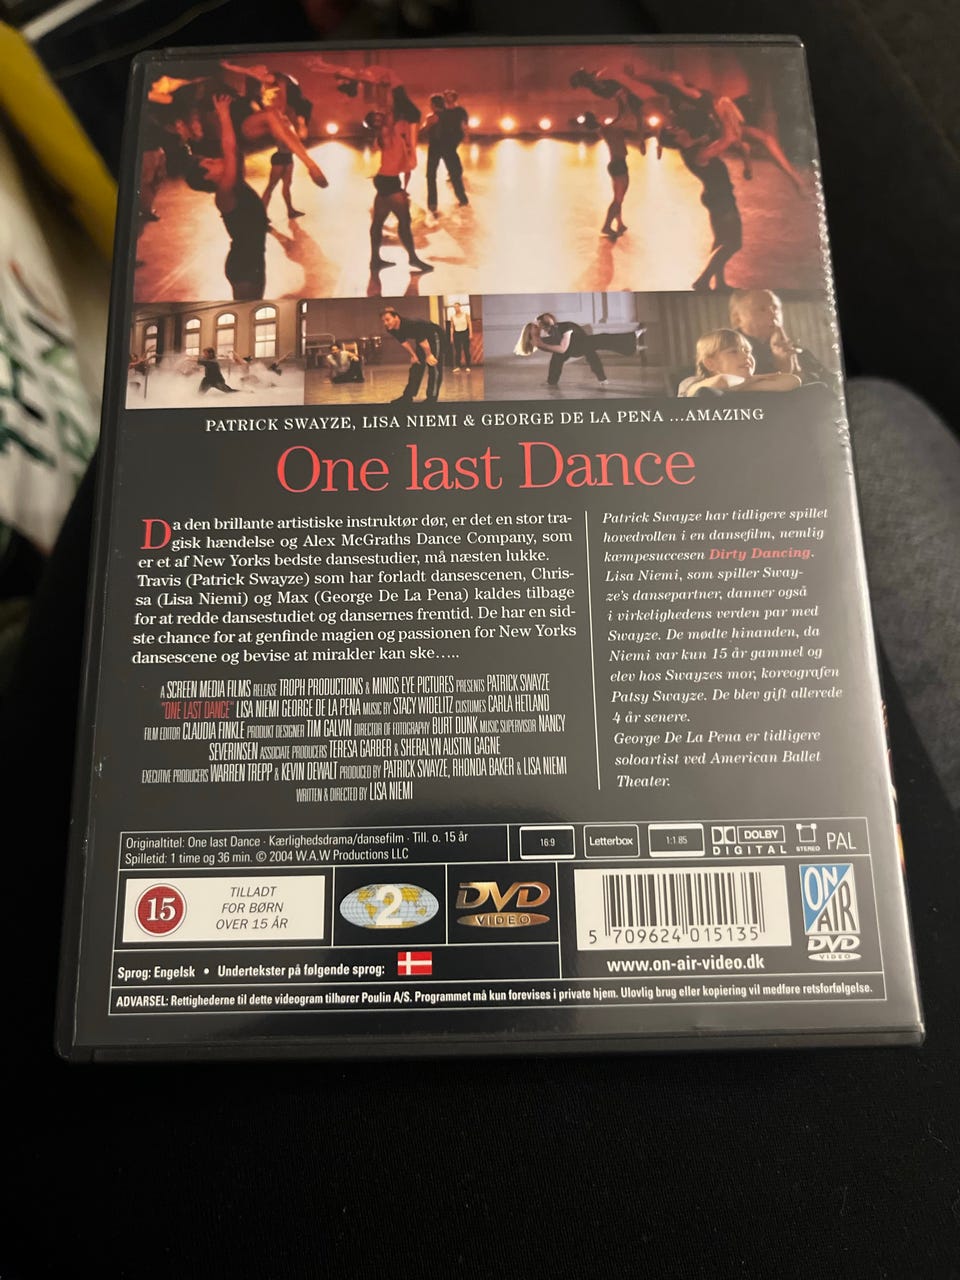 PATRICK SWAYZE, LISA NIEMI & GEORGE DE LA PENA ...AMAZING
One last Dance
Da den brillante artistiske instruktør dør, er det en stor tra-
gisk hændelse og Alex McGraths Dance Company, som
er et af New Yorks bedste dansestudier, må næsten lukke.
Travis (Patrick Swayze) som har forladt dansescenen, Chris-
sa (Lisa Niemi) og Max (George De La Pena) kaldes tilbage
for at redde dansestudiet og dansernes fremtid. De har en sid-
ste chance for at genfinde magien og passionen for New Yorks
dansescene og bevise at mirakler kan ske.....
Patrick Swayze har tidligere spillet
hovedrollen i en dansefilm, nemlig
kæmpesuccesen Dirty Dancing.
Lisa Niemi, som spiller Sway-
ze's dansepartner, danner også
i virkelighedens verden par med
Swayze. De mødte hinanden, da
Niemi var kun 15 år gammel og
elev hos Swayzes mor, koreografen
Patsy Swayze. De blev gift allerede
4 år senere.
George De La Pena er tidligere
soloartist ved American Ballet
Theater.
A SCREEN MEDIA FILMS RELEASE TROPH PRODUCTIONS & MINDS EYE PICTURES PRESENTS PATRICK SWAYZE
"ONE LAST DANCE" LISA NIEMI GEORGE DE LA PENA MUSIC BY STACY WIDELITZ CUSTUMES CARLA HETLAND
FILM EDITOR CLAUDIA FINKLE PRODUKT DESIGNER TIM GALVIN DIRECTOR OF FOTOGRAPHY BURT DUNK MUSIC SUPERVISOR NANCY
SEVERINSEN ASSOCIATE PRODUCERS TERESA GARBER & SHERALYN AUSTIN GAGNE
EXECUTIVE PRODUCERS WARREN TREPP & KEVIN DEWALT PRODUCED BY PATRICK SWAYZE, RHONDA BAKER & LISA NIEMI
WRITTEN & DIRECTED BY LISA NIEMI
Originaltitel: One last Dance · Kærlighedsdrama/dansefilm · Till. o. 15 år
Spilletid: 1 time og 36 min. © 2004 W.A.W Productions LLC
16:9
Letterbox
1:1.85
DOLBY
DIGITAL
STEREO
PAL
15
TILLADT
FOR BØRN
OVER 15 ÅR
2
DVD
VIDEO
5 709624 015135
ON
AIR
DVD
VIDEO
www.on-air-video.dk
Sprog: Engelsk • Undertekster på følgende sprog:
ADVARSEL: Rettighederne til dette videogram tilhører Poulin A/S. Programmet må kun forevises i private hjem. Ulovlig brug eller kopiering vil medføre retsforfølgelse.